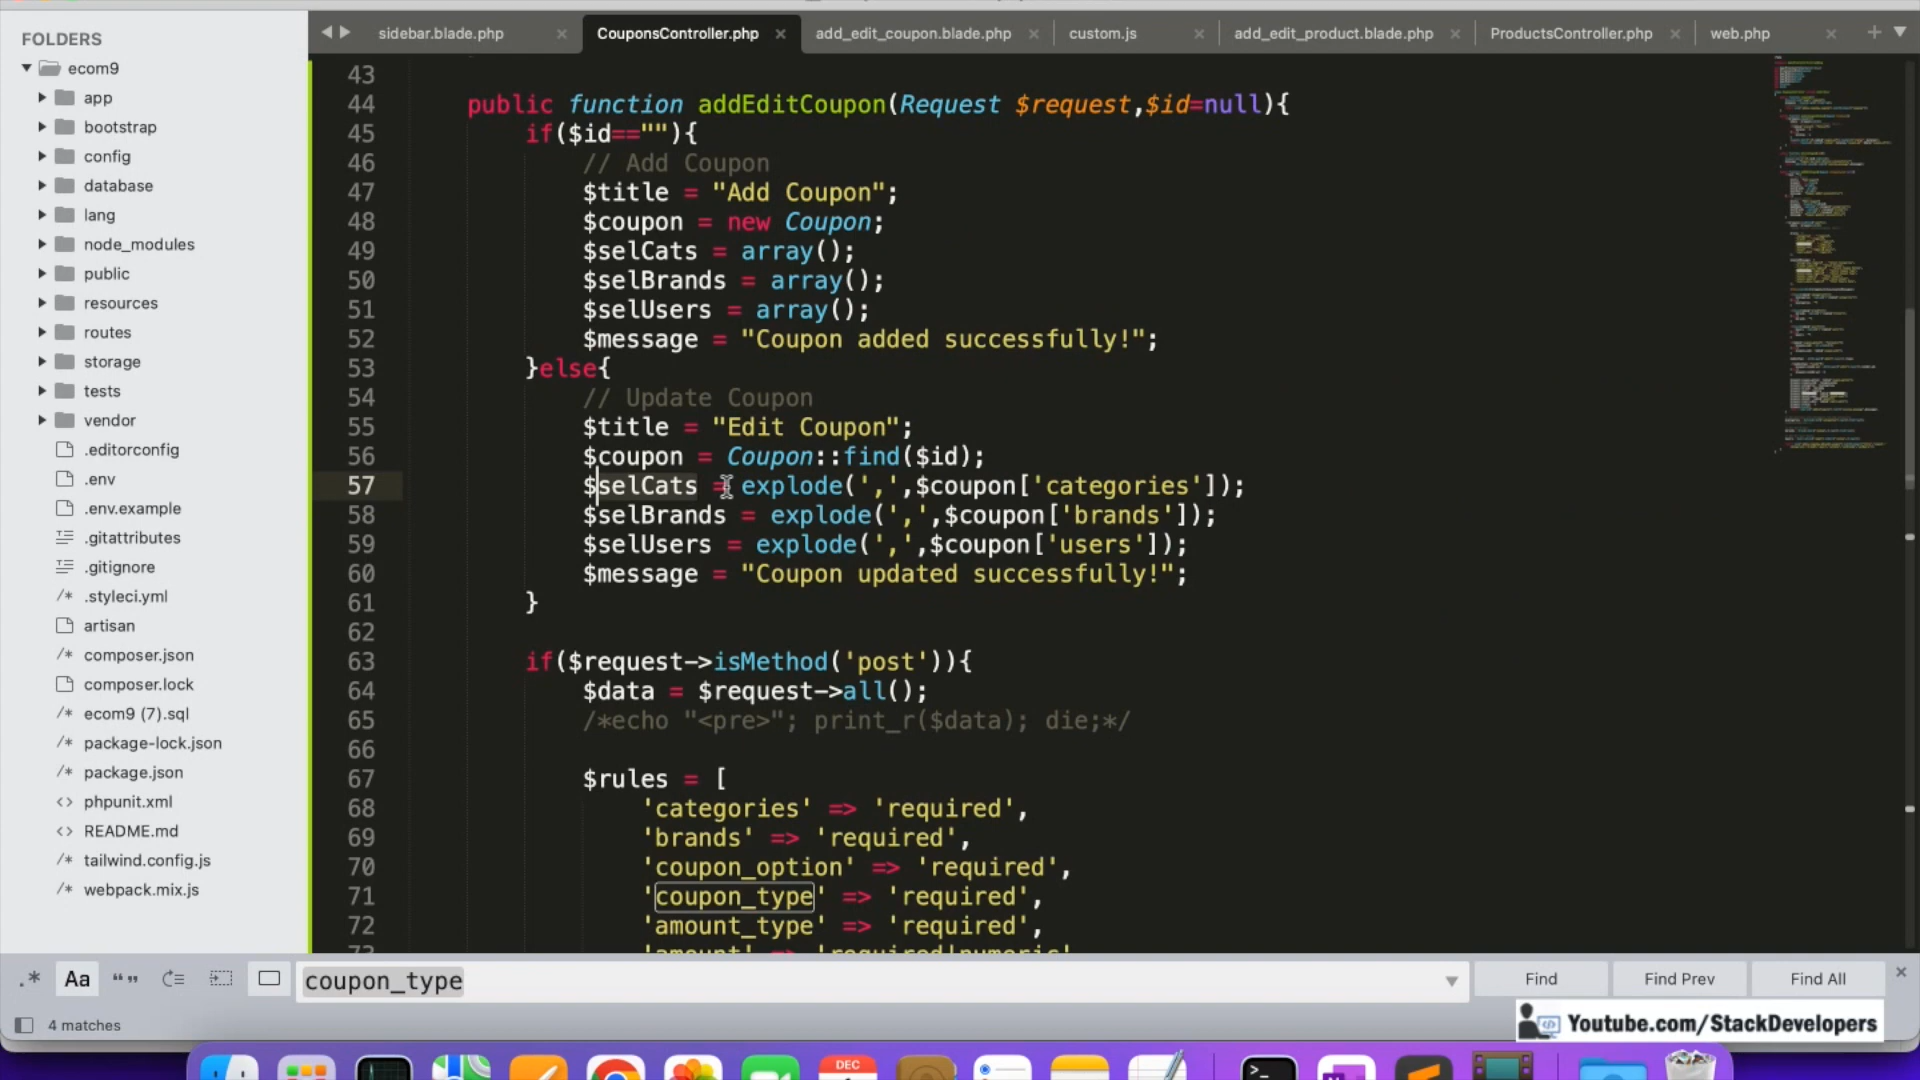 FOLDERS
ecom9
app
bootstrap
config
database
lang
node_modules
public
resources
routes
storage
tests
vendor
.editorconfig
.env
.env.example
.gitattributes
.gitignore
/* .styleci.yml
artisan
/* composer.json
composer.lock
/* ecom9 (7).sql
/* package-lock.json
/* package.json
<> phpunit.xml
<> README.md
/* tailwind.config.js
/* webpack.mix.js
sidebar.blade.php × CouponsController.php × add_edit_coupon.blade.php × custom.js × add_edit_product.blade.php × ProductsController.php × web.php × +
43
44 public function addEditCoupon(Request $request,$id=null){
45 if($id==""){
46 // Add Coupon
47 $title = "Add Coupon";
48 $coupon = new Coupon;
49 $selCats = array();
50 $selBrands = array();
51 $selUsers = array();
52 $message = "Coupon added successfully!";
53 }else{
54 // Update Coupon
55 $title = "Edit Coupon";
56 $coupon = Coupon::find($id);
57 $selCats = explode(',',$coupon['categories']);
58 $selBrands = explode(',',$coupon['brands']);
59 $selUsers = explode(',',$coupon['users']);
60 $message = "Coupon updated successfully!";
61 }
62
63 if($request->isMethod('post')){
64 $data = $request->all();
65 /*echo "<pre>"; print_r($data); die;*/
66
67 $rules = [
68 'categories' => 'required',
69 'brands' => 'required',
70 'coupon_option' => 'required',
71 'coupon_type' => 'required',
72 'amount_type' => 'required',
73 'amount' => 'required|numeric'
.* Aa “” coupon_type Find Find Prev Find All ×
4 matches
Youtube.com/StackDevelopers
DEC